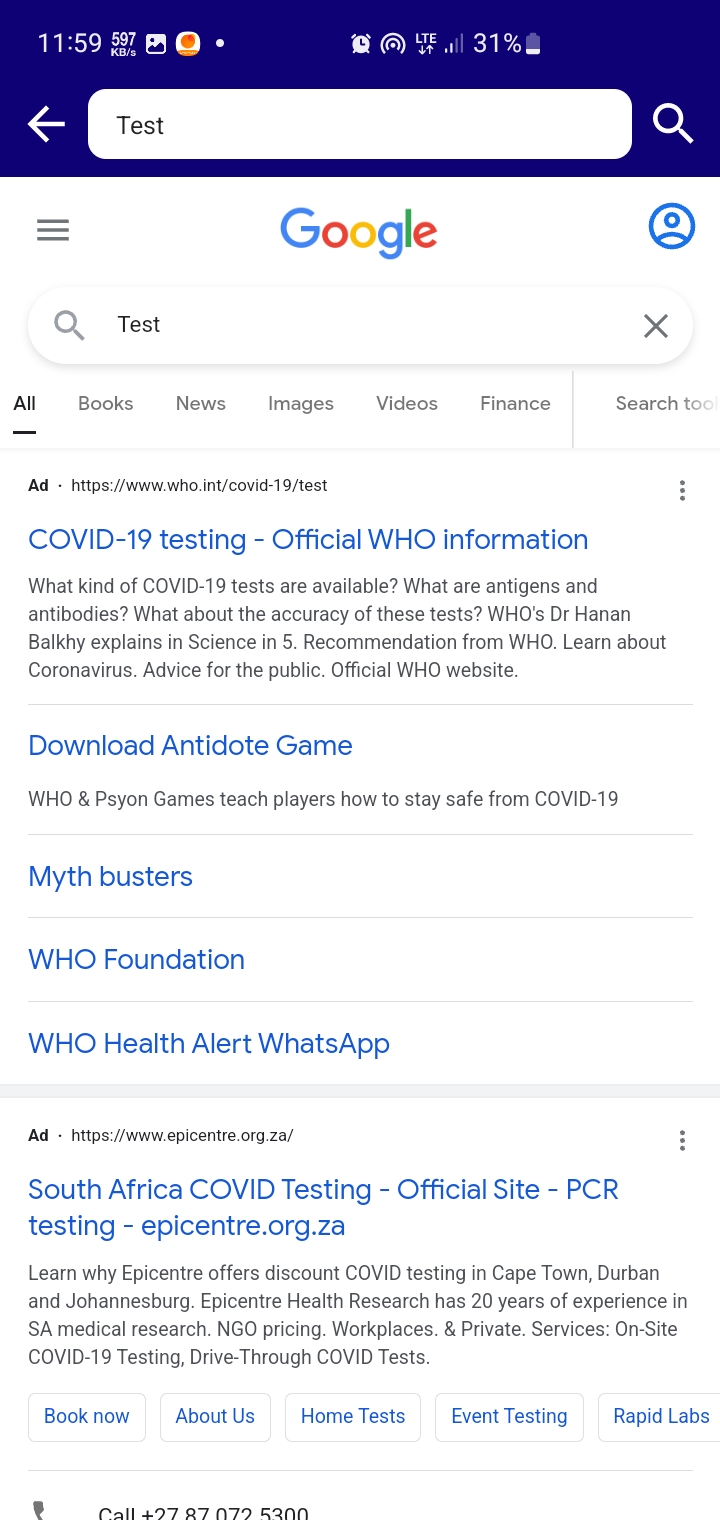 11:59 597 KB/s LTE 31%
Test
Google
Test
All Books News Images Videos Finance Search tool
Ad · https://www.who.int/covid-19/test
COVID-19 testing - Official WHO information
What kind of COVID-19 tests are available? What are antigens and
antibodies? What about the accuracy of these tests? WHO's Dr Hanan
Balkhy explains in Science in 5. Recommendation from WHO. Learn about
Coronavirus. Advice for the public. Official WHO website.
Download Antidote Game
WHO & Psyon Games teach players how to stay safe from COVID-19
Myth busters
WHO Foundation
WHO Health Alert WhatsApp
Ad · https://www.epicentre.org.za/
South Africa COVID Testing - Official Site - PCR
testing - epicentre.org.za
Learn why Epicentre offers discount COVID testing in Cape Town, Durban
and Johannesburg. Epicentre Health Research has 20 years of experience in
SA medical research. NGO pricing. Workplaces. & Private. Services: On-Site
COVID-19 Testing, Drive-Through COVID Tests.
Book now About Us Home Tests Event Testing Rapid Labs
Call +27 87 072 5300